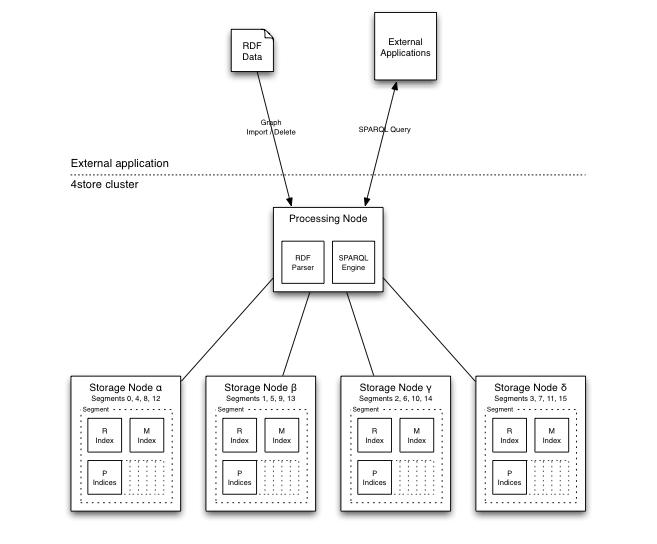 RDF
Data
External
Applications
Graph
Import / Delete
SPARQL Query
External application
4store cluster
Processing Node
RDF
Parser
SPARQL
Engine
Storage Node α
Segments 0, 4, 8, 12
Segment
R
Index
M
Index
P
Indices
Storage Node β
Segments 1, 5, 9, 13
Segment
R
Index
M
Index
P
Indices
Storage Node γ
Segments 2, 6, 10, 14
Segment
R
Index
M
Index
P
Indices
Storage Node δ
Segments 3, 7, 11, 15
Segment
R
Index
M
Index
P
Indices